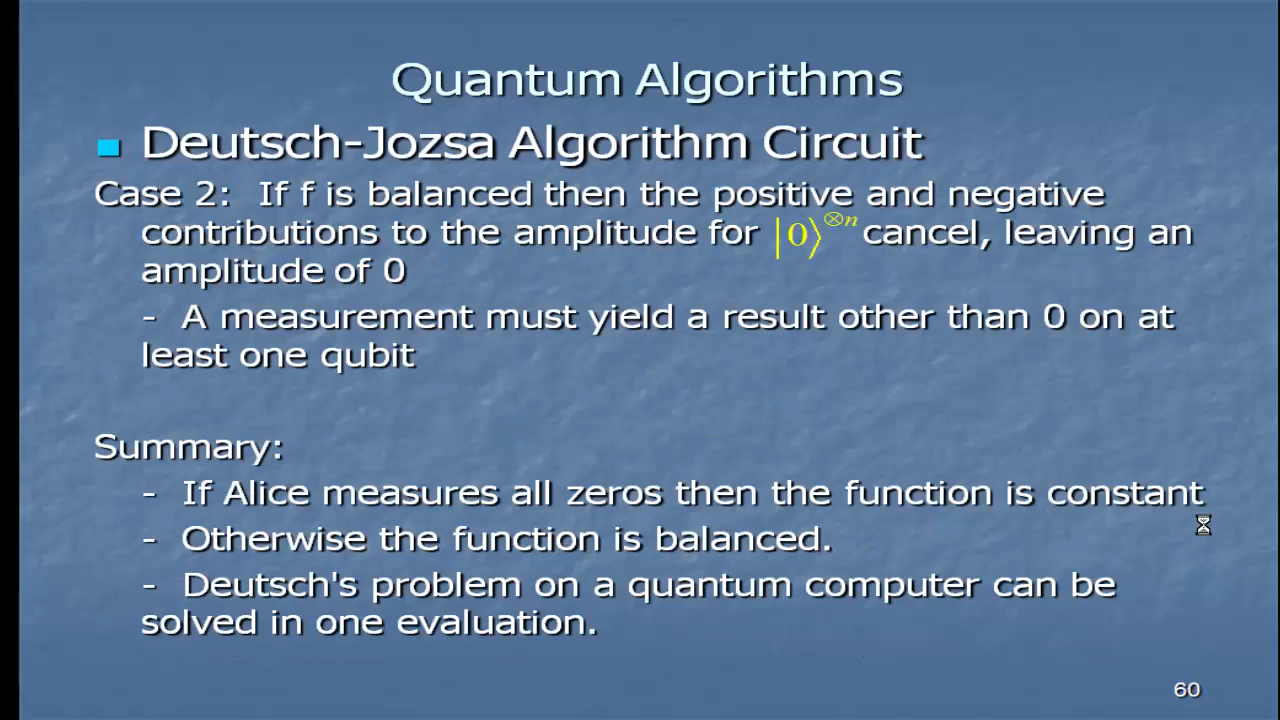 Quantum Algorithms
Deutsch-Jozsa Algorithm Circuit
Case 2: If f is balanced then the positive and negative
contributions to the amplitude for |0⟩⊗n cancel, leaving an
amplitude of 0
- A measurement must yield a result other than 0 on at
least one qubit
Summary:
- If Alice measures all zeros then the function is constant
- Otherwise the function is balanced.
- Deutsch's problem on a quantum computer can be
solved in one evaluation.
60